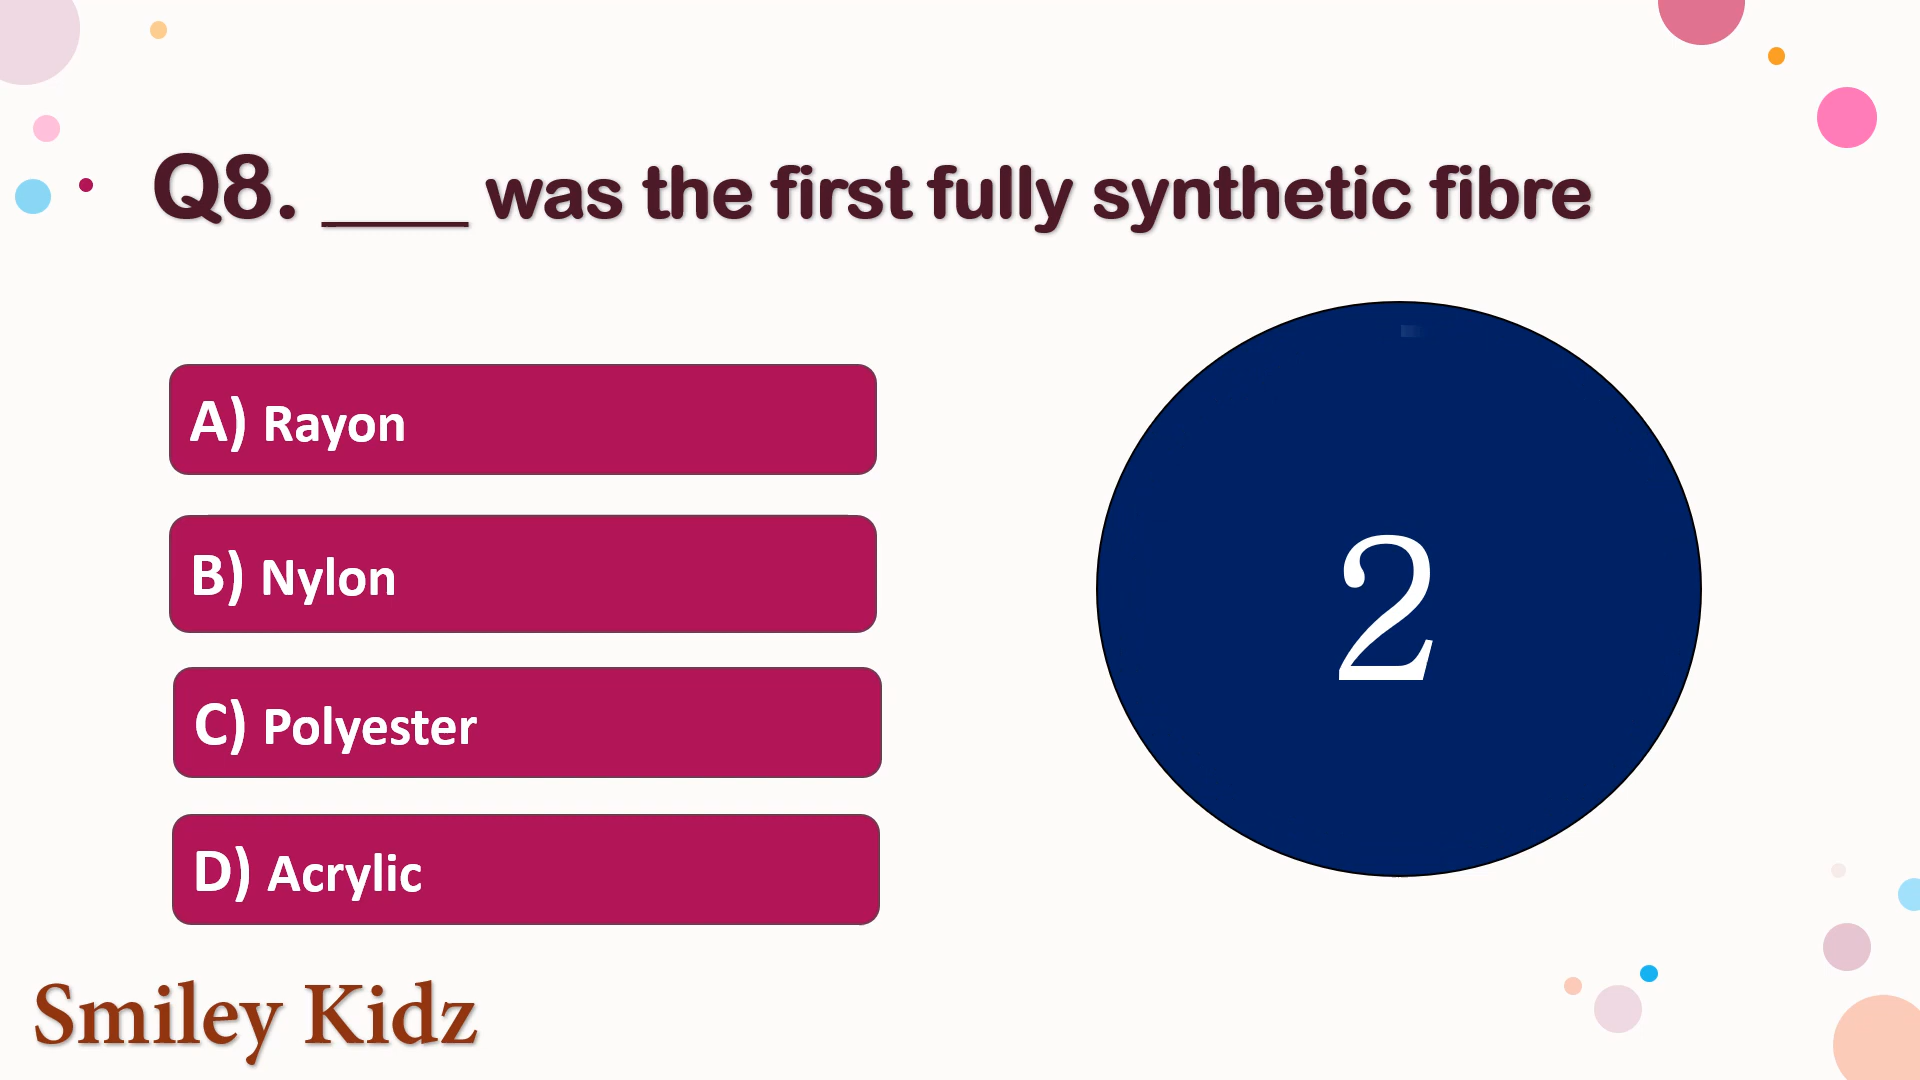 Q8. ____ was the first fully synthetic fibre
A) Rayon
B) Nylon
2
C) Polyester
D) Acrylic
Smiley Kidz